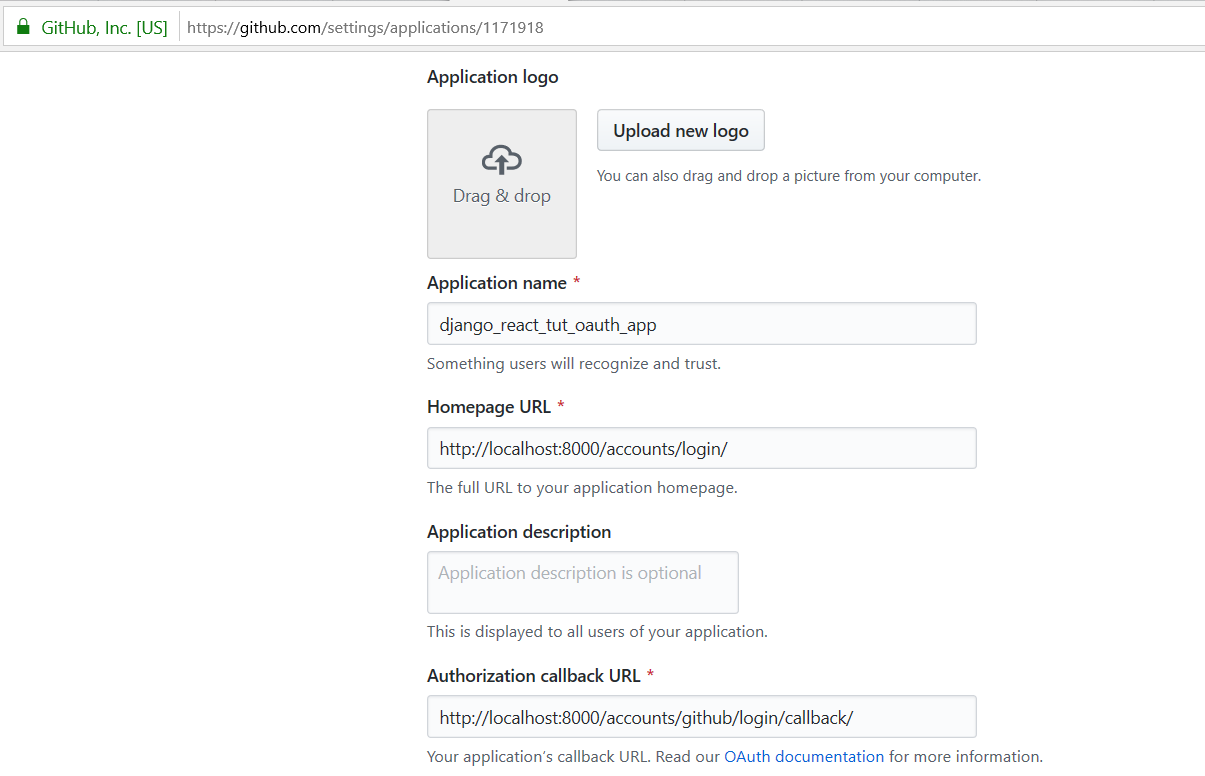 GitHub, Inc. [US] https://github.com/settings/applications/1171918
Application logo
Drag & drop
Upload new logo
You can also drag and drop a picture from your computer.
Application name *
django_react_tut_oauth_app
Something users will recognize and trust.
Homepage URL *
http://localhost:8000/accounts/login/
The full URL to your application homepage.
Application description
Application description is optional
This is displayed to all users of your application.
Authorization callback URL *
http://localhost:8000/accounts/github/login/callback/
Your application’s callback URL. Read our OAuth documentation for more information.